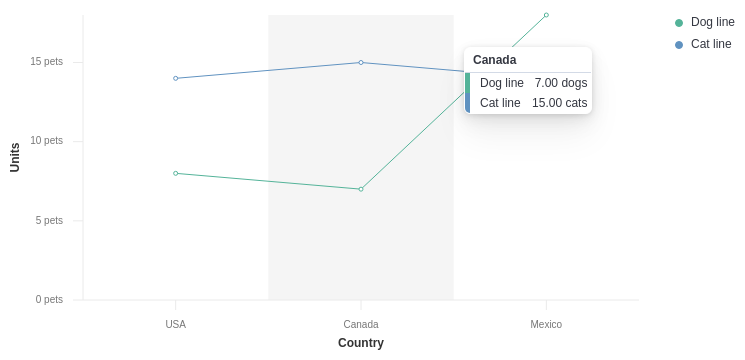 Dog line
Cat line
15 pets
10 pets
5 pets
0 pets
Units
Canada
Dog line 7.00 dogs
Cat line 15.00 cats
USA
Canada
Mexico
Country